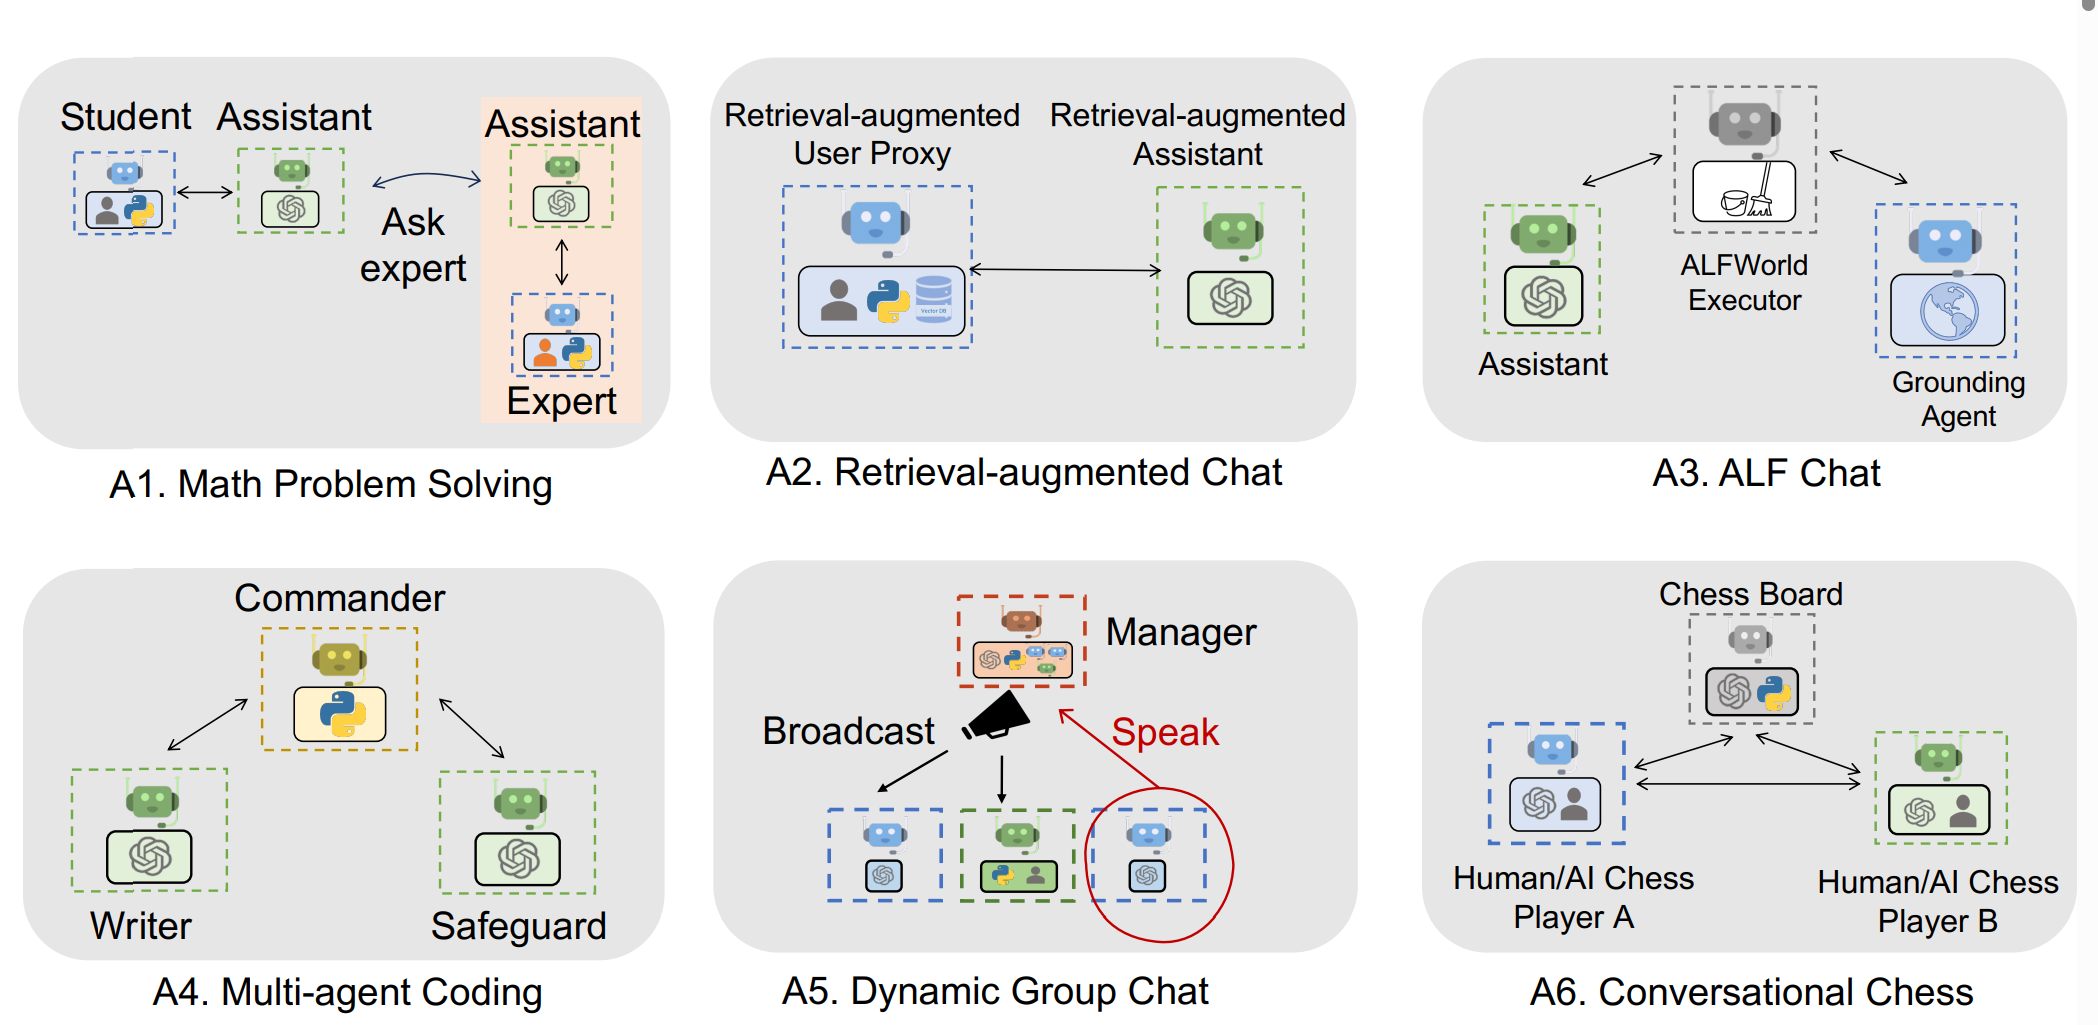 Student
Assistant
Assistant
Ask
expert
Expert
A1. Math Problem Solving
Retrieval-augmented
User Proxy
Retrieval-augmented
Assistant
Vector DB
A2. Retrieval-augmented Chat
ALFWorld
Executor
Assistant
Grounding
Agent
A3. ALF Chat
Commander
Writer
Safeguard
A4. Multi-agent Coding
Manager
Broadcast
Speak
A5. Dynamic Group Chat
Chess Board
Human/AI Chess
Player A
Human/AI Chess
Player B
A6. Conversational Chess